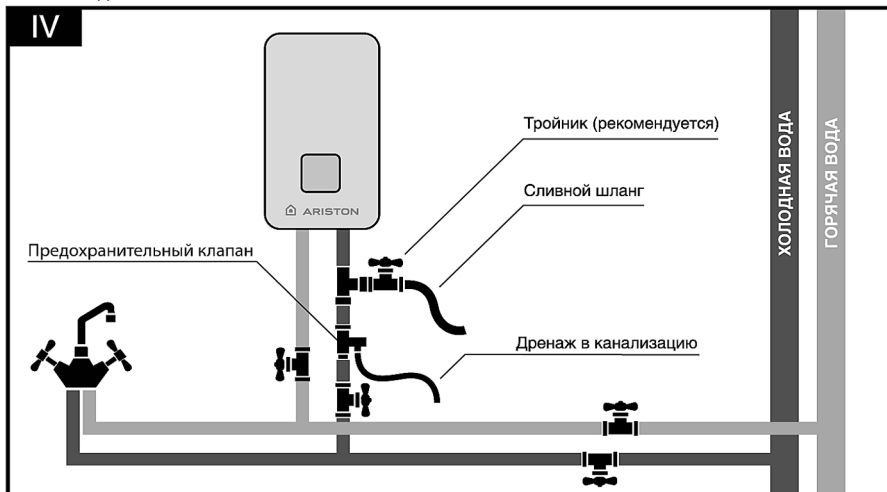 IV
Тройник (рекомендуется)
Сливной шланг
ARISTON
Предохранительный клапан
Дренаж в канализацию
ХОЛОДНАЯ ВОДА
ГОРЯЧАЯ ВОДА